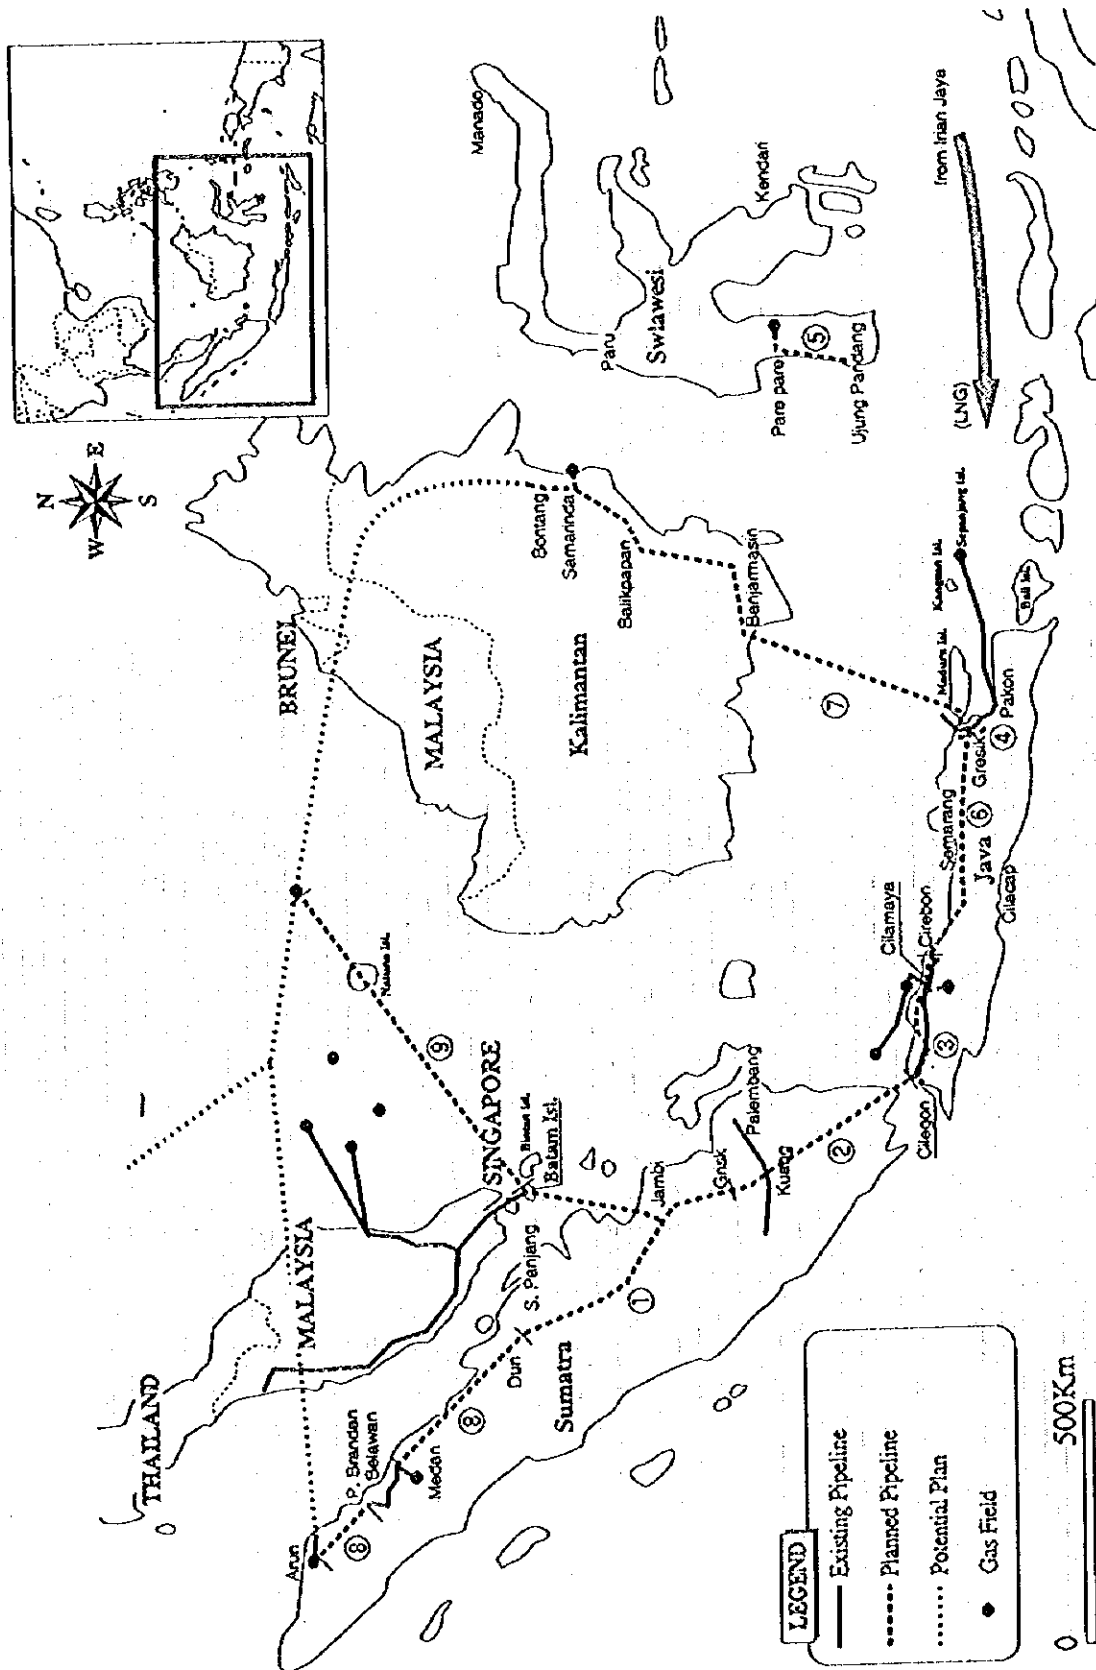 N
W
E
S
THAILAND
MALAYSIA
BRUNEI
MALAYSIA
SINGAPORE
Natuna Isl.
Bintan Isl.
Batam Isl.
Arun
P. Brandan
Belawan
Medan
Duri
S. Panjang
Sumatra
Jambi
Grisik
Kuang
Palembang
Kalimantan
Bontang
Samarinda
Balikpapan
Banjarmasin
Manado
Paru
Swlawesi
Kendari
Pare pare
Ujung Pandang
Cilamaya
Cirebon
Cilegon
Semarang
Java
Cilacap
Gresik
Pakon
Madura Isl.
Kangean Isl.
Sepanjang Isl.
Bali Isl.
from Irian Jaya
(LNG)
①
②
③
④
⑤
⑥
⑦
⑧
⑧
⑨
LEGEND
Existing Pipeline
Planned Pipeline
Potential Plan
Gas Field
0 500Km